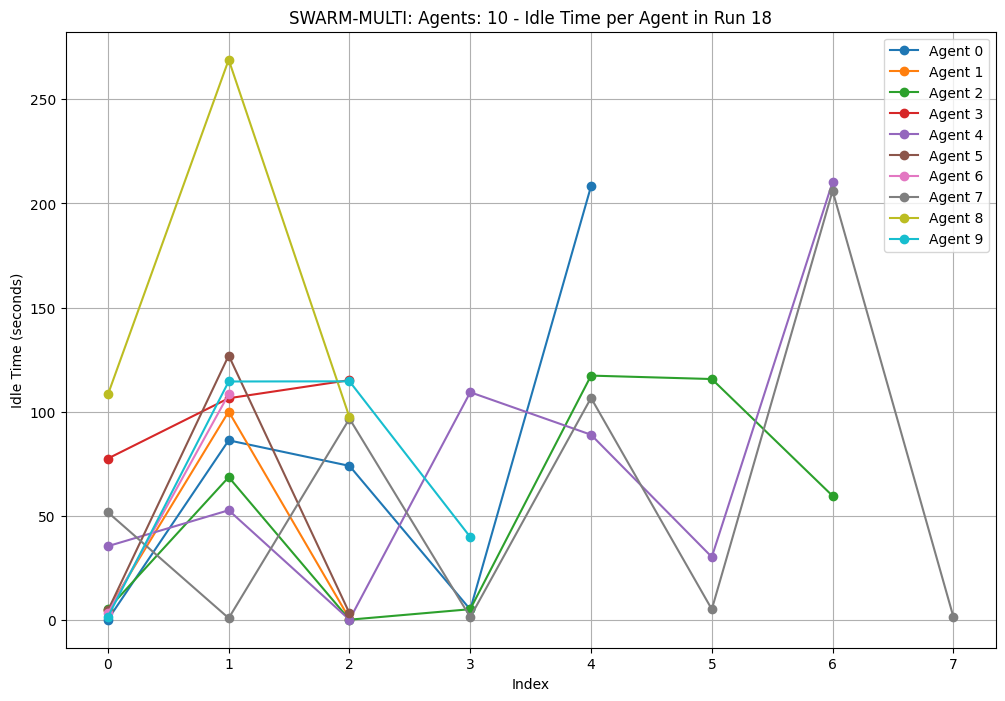 SWARM-MULTI: Agents: 10 - Idle Time per Agent in Run 18
Idle Time (seconds)
250
200
150
100
50
0
0 1 2 3 4 5 6 7
Index
Agent 0
Agent 1
Agent 2
Agent 3
Agent 4
Agent 5
Agent 6
Agent 7
Agent 8
Agent 9